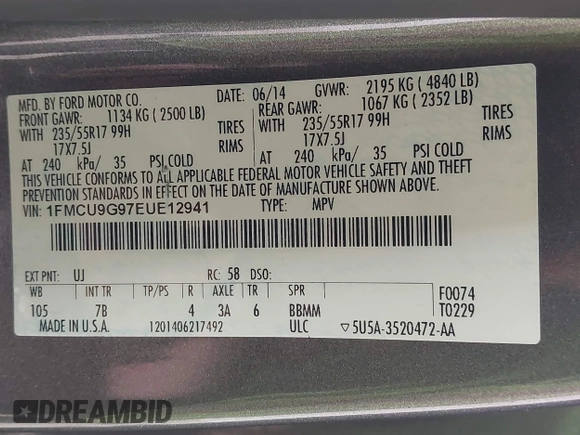 MFD. BY FORD MOTOR CO. DATE: 06/14 GVWR: 2195 KG ( 4840 LB)
FRONT GAWR: 1134 KG ( 2500 LB) REAR GAWR: 1067 KG ( 2352 LB)
WITH 235/55R17 99H TIRES WITH 235/55R17 99H TIRES
17X7.5J RIMS 17X7.5J RIMS
AT 240 kPa/ 35 PSI COLD AT 240 kPa/ 35 PSI COLD
THIS VEHICLE CONFORMS TO ALL APPLICABLE FEDERAL MOTOR VEHICLE SAFETY AND THEFT
PREVENTION STANDARDS IN EFFECT ON THE DATE OF MANUFACTURE SHOWN ABOVE.
VIN: 1FMCU9G97EUE12941 TYPE: MPV
EXT PNT: UJ RC: 58 DSO:
WB INT TR TP/PS R AXLE TR SPR F0074
105 7B 4 3A 6 BBMM T0229
MADE IN U.S.A. 1201406217492 ULC ▽5U5A-3520472-AA
DREAMBID